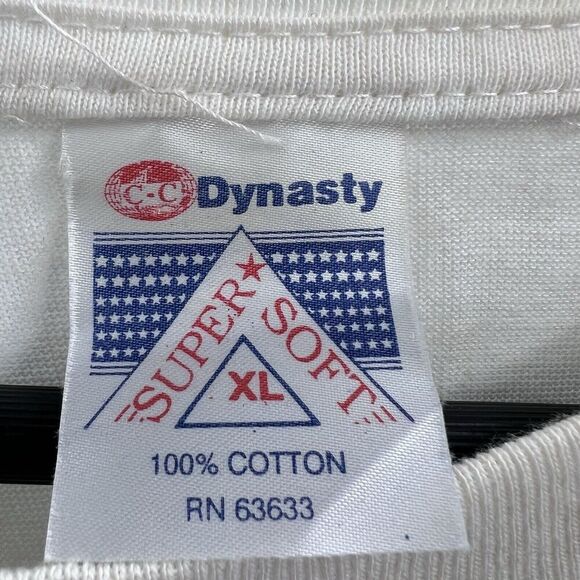 C-C Dynasty
SUPER SOFT
XL
100% COTTON
RN 63633